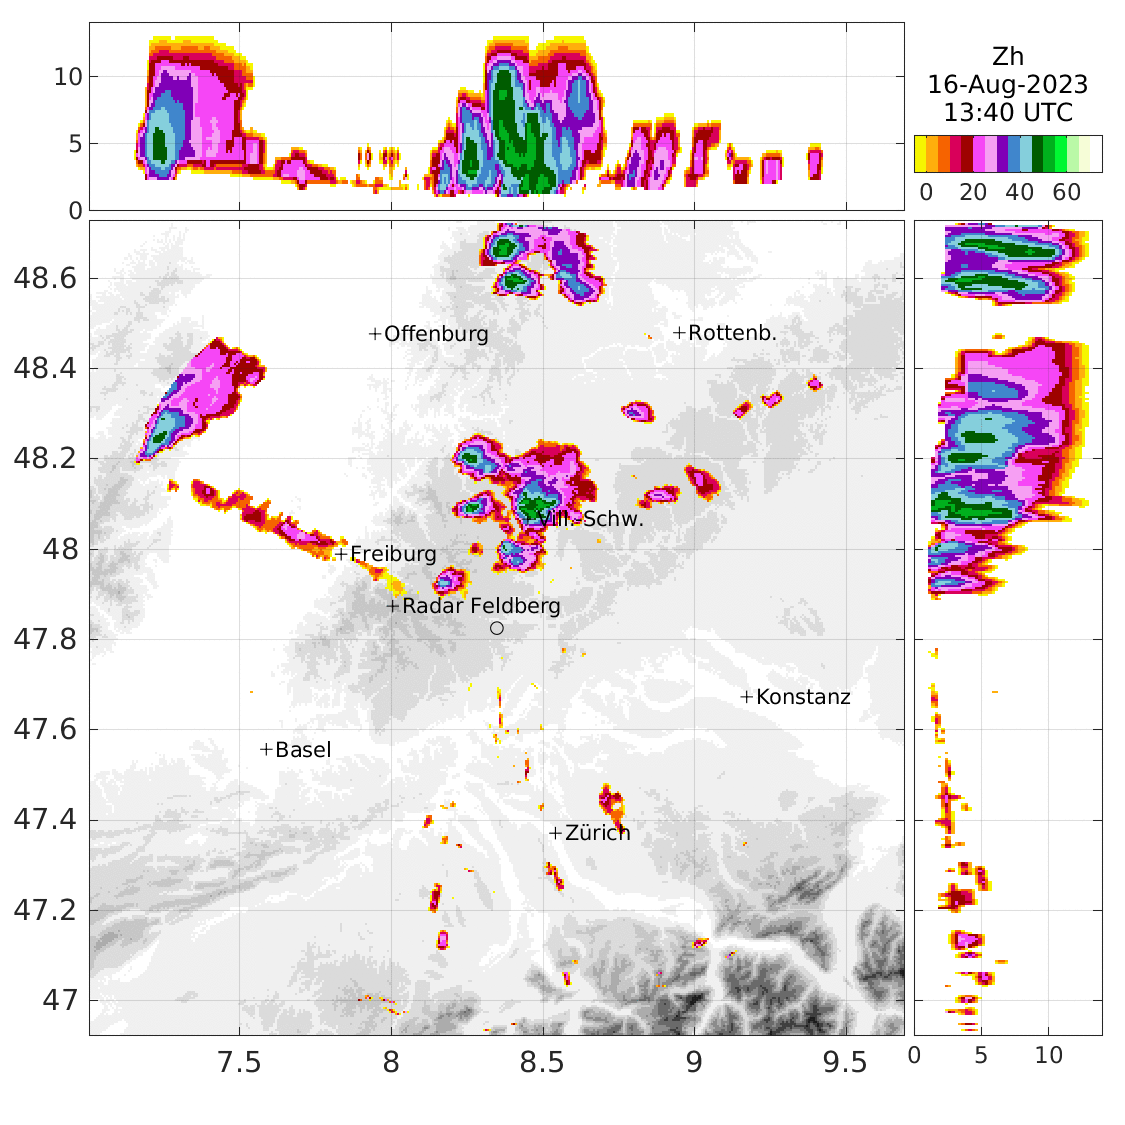 Zh
16-Aug-2023
13:40 UTC
0 20 40 60
10
5
0
48.6
48.4
48.2
48
47.8
47.6
47.4
47.2
47
+Offenburg
+Rottenb.
Vill.-Schw.
+Freiburg
+Radar Feldberg
+Konstanz
+Basel
+Zürich
7.5 8 8.5 9 9.5
0 5 10